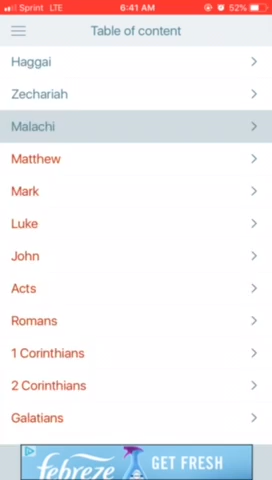 Sprint LTE 6:41 AM 52%
Table of content
Haggai
Zechariah
Malachi
Matthew
Mark
Luke
John
Acts
Romans
1 Corinthians
2 Corinthians
Galatians
febreze GET FRESH